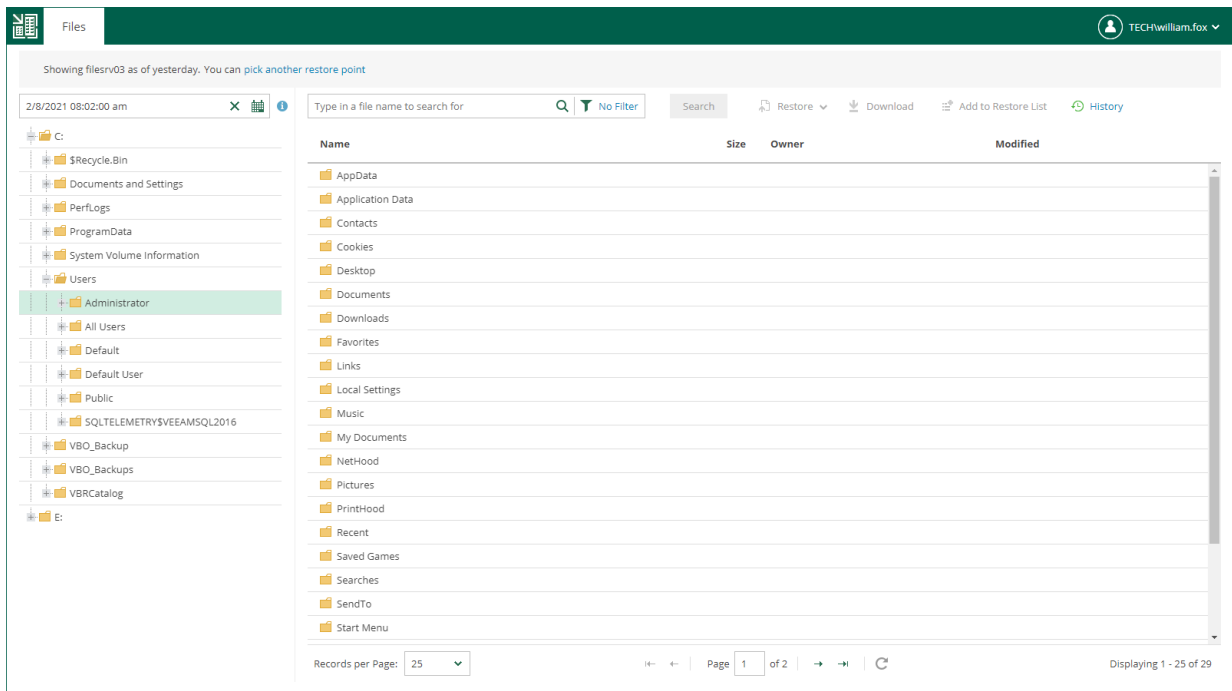 Files
TECH\william.fox
Showing filesrv03 as of yesterday. You can pick another restore point
2/8/2021 08:02:00 am
Type in a file name to search for
No Filter
Search
Restore
Download
Add to Restore List
History
C:
$Recycle.Bin
Documents and Settings
PerfLogs
ProgramData
System Volume Information
Users
Administrator
All Users
Default
Default User
Public
SQLTELEMETRY$VEEAMSQL2016
VBO_Backup
VBO_Backups
VBRCatalog
E:
Name Size Owner Modified
AppData
Application Data
Contacts
Cookies
Desktop
Documents
Downloads
Favorites
Links
Local Settings
Music
My Documents
NetHood
Pictures
PrintHood
Recent
Saved Games
Searches
SendTo
Start Menu
Records per Page: 25
Page 1 of 2
Displaying 1 - 25 of 29